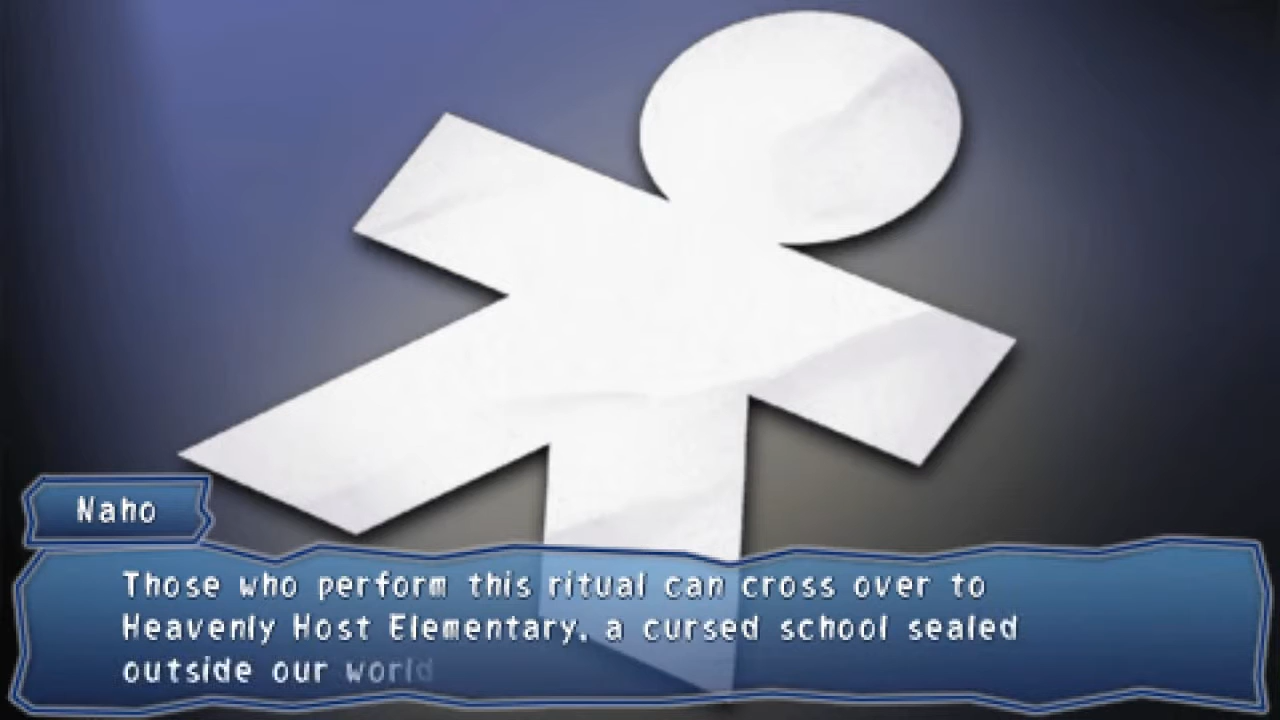 Naho
Those who perform this ritual can cross over to
Heavenly Host Elementary, a cursed school sealed
outside our world